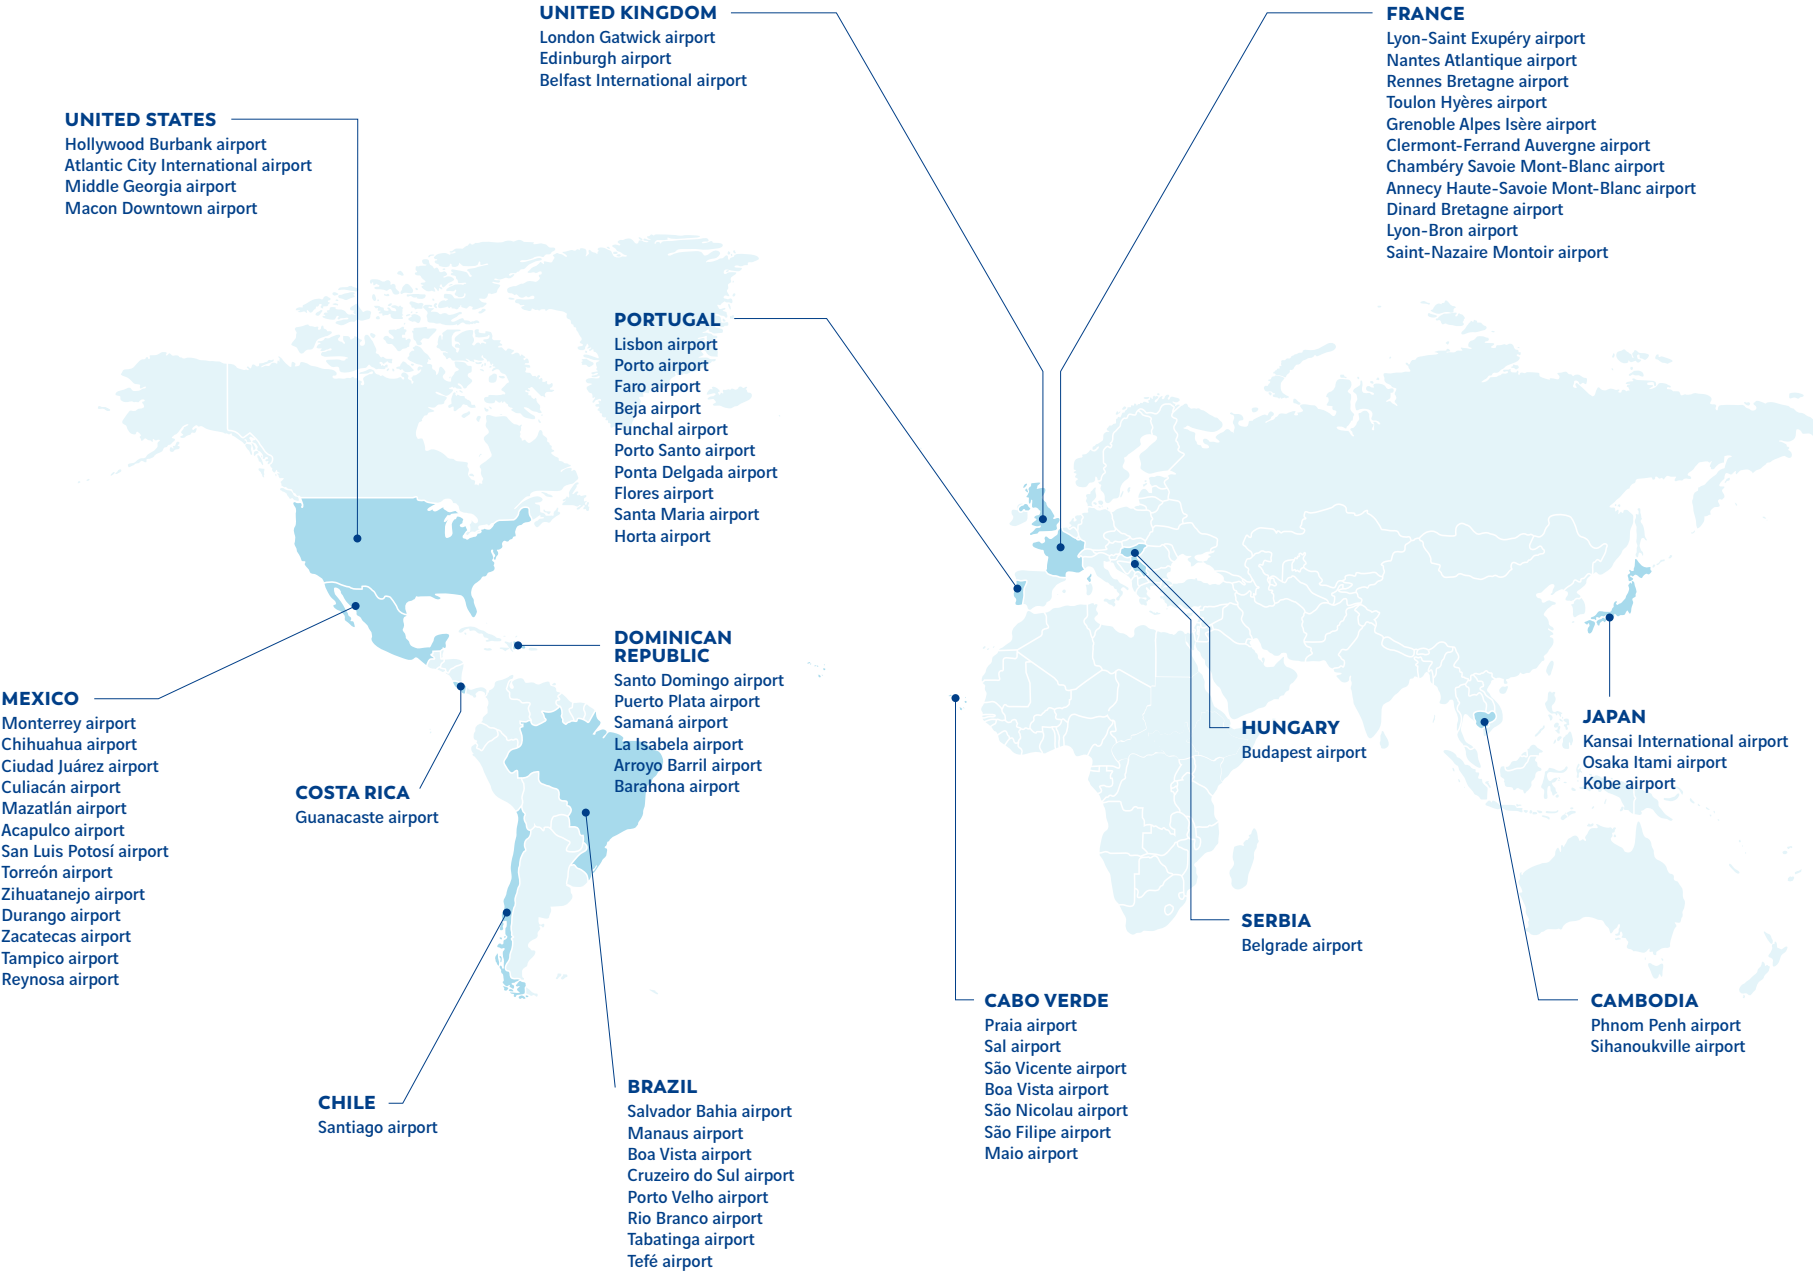 UNITED KINGDOM
London Gatwick airport
Edinburgh airport
Belfast International airport
FRANCE
Lyon-Saint Exupéry airport
Nantes Atlantique airport
Rennes Bretagne airport
Toulon Hyères airport
Grenoble Alpes Isère airport
Clermont-Ferrand Auvergne airport
Chambéry Savoie Mont-Blanc airport
Annecy Haute-Savoie Mont-Blanc airport
Dinard Bretagne airport
Lyon-Bron airport
Saint-Nazaire Montoir airport
UNITED STATES
Hollywood Burbank airport
Atlantic City International airport
Middle Georgia airport
Macon Downtown airport
PORTUGAL
Lisbon airport
Porto airport
Faro airport
Beja airport
Funchal airport
Porto Santo airport
Ponta Delgada airport
Flores airport
Santa Maria airport
Horta airport
DOMINICAN
REPUBLIC
Santo Domingo airport
Puerto Plata airport
Samaná airport
La Isabela airport
Arroyo Barril airport
Barahona airport
MEXICO
Monterrey airport
Chihuahua airport
Ciudad Juárez airport
Culiacán airport
Mazatlán airport
Acapulco airport
San Luis Potosí airport
Torreón airport
Zihuatanejo airport
Durango airport
Zacatecas airport
Tampico airport
Reynosa airport
COSTA RICA
Guanacaste airport
HUNGARY
Budapest airport
JAPAN
Kansai International airport
Osaka Itami airport
Kobe airport
SERBIA
Belgrade airport
CABO VERDE
Praia airport
Sal airport
São Vicente airport
Boa Vista airport
São Nicolau airport
São Filipe airport
Maio airport
CAMBODIA
Phnom Penh airport
Sihanoukville airport
CHILE
Santiago airport
BRAZIL
Salvador Bahia airport
Manaus airport
Boa Vista airport
Cruzeiro do Sul airport
Porto Velho airport
Rio Branco airport
Tabatinga airport
Tefé airport